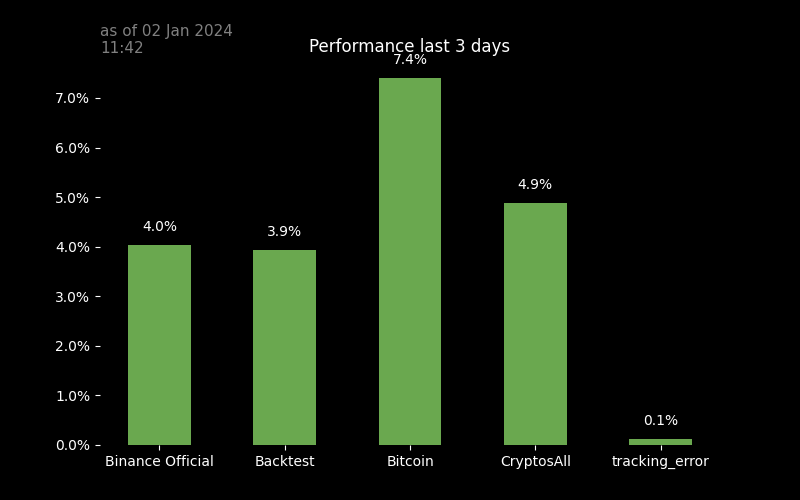 as of 02 Jan 2024
11:42
Performance last 3 days
7.4%
7.0%
6.0%
5.0%
4.9%
4.0%
4.0%
3.9%
3.0%
2.0%
1.0%
0.1%
0.0%
Binance Official
Backtest
Bitcoin
CryptosAll
tracking_error